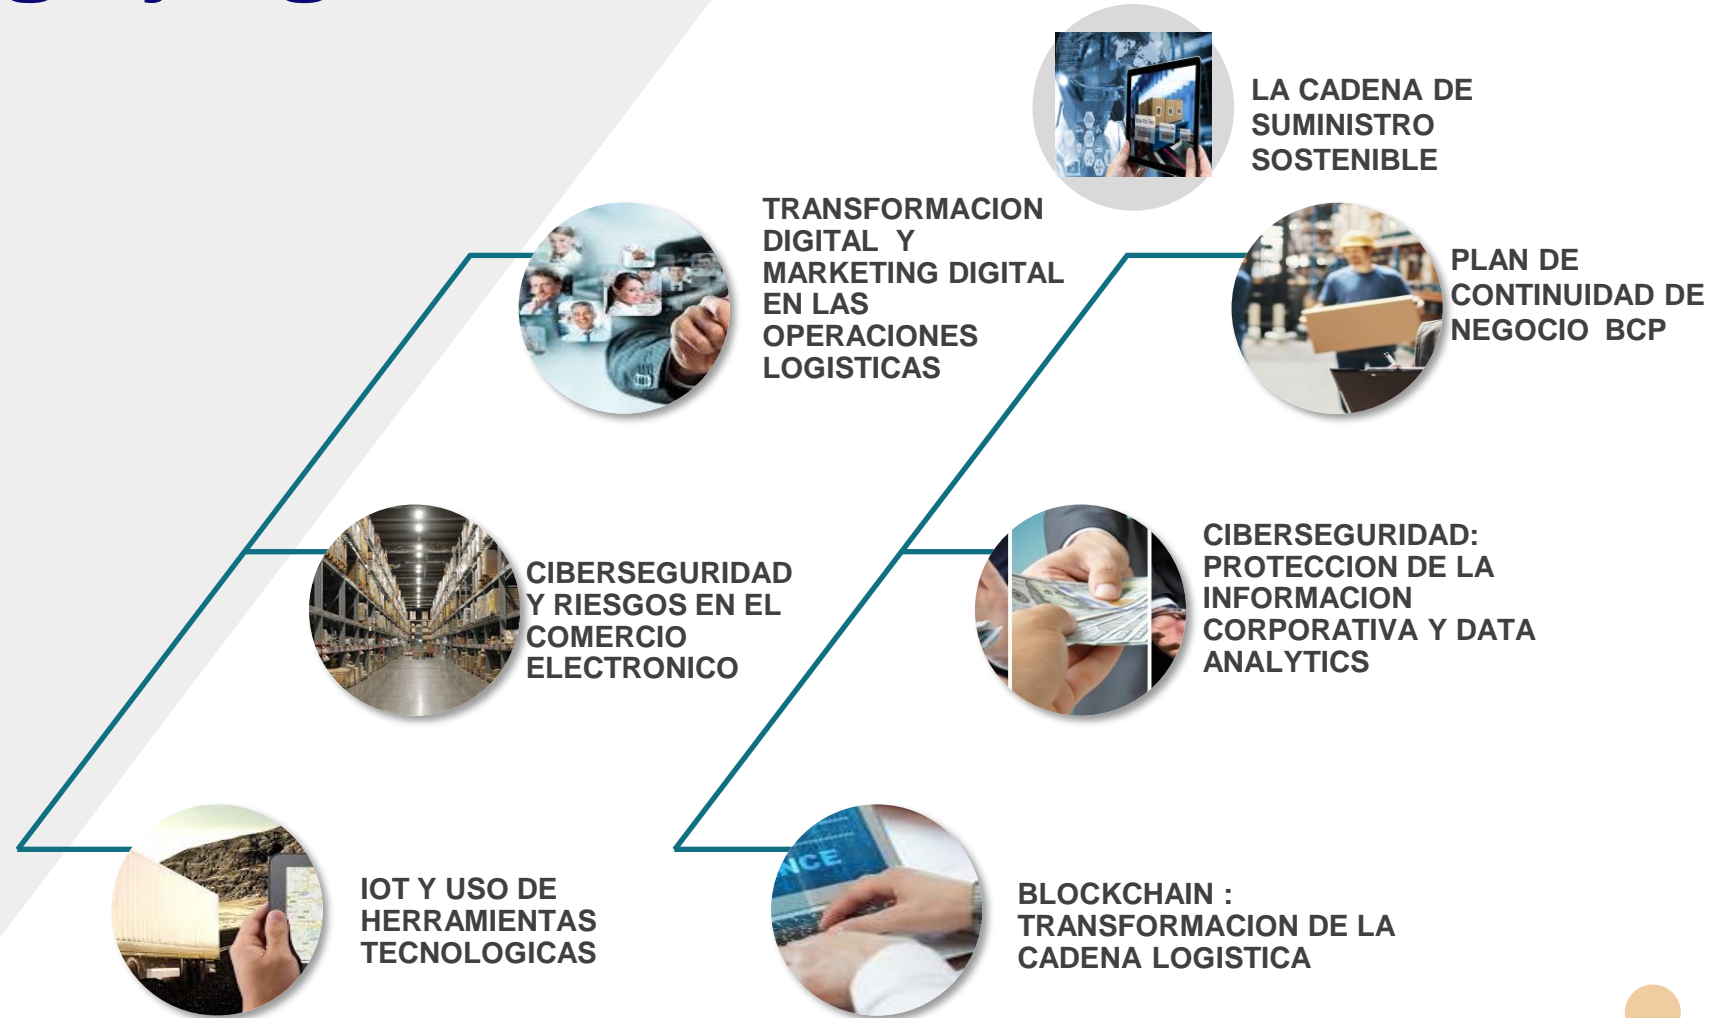 LA CADENA DE
SUMINISTRO
SOSTENIBLE
TRANSFORMACION
DIGITAL Y
MARKETING DIGITAL
EN LAS
OPERACIONES
LOGISTICAS
PLAN DE
CONTINUIDAD DE
NEGOCIO BCP
CIBERSEGURIDAD
Y RIESGOS EN EL
COMERCIO
ELECTRONICO
CIBERSEGURIDAD:
PROTECCION DE LA
INFORMACION
CORPORATIVA Y DATA
ANALYTICS
IOT Y USO DE
HERRAMIENTAS
TECNOLOGICAS
BLOCKCHAIN :
TRANSFORMACION DE LA
CADENA LOGISTICA